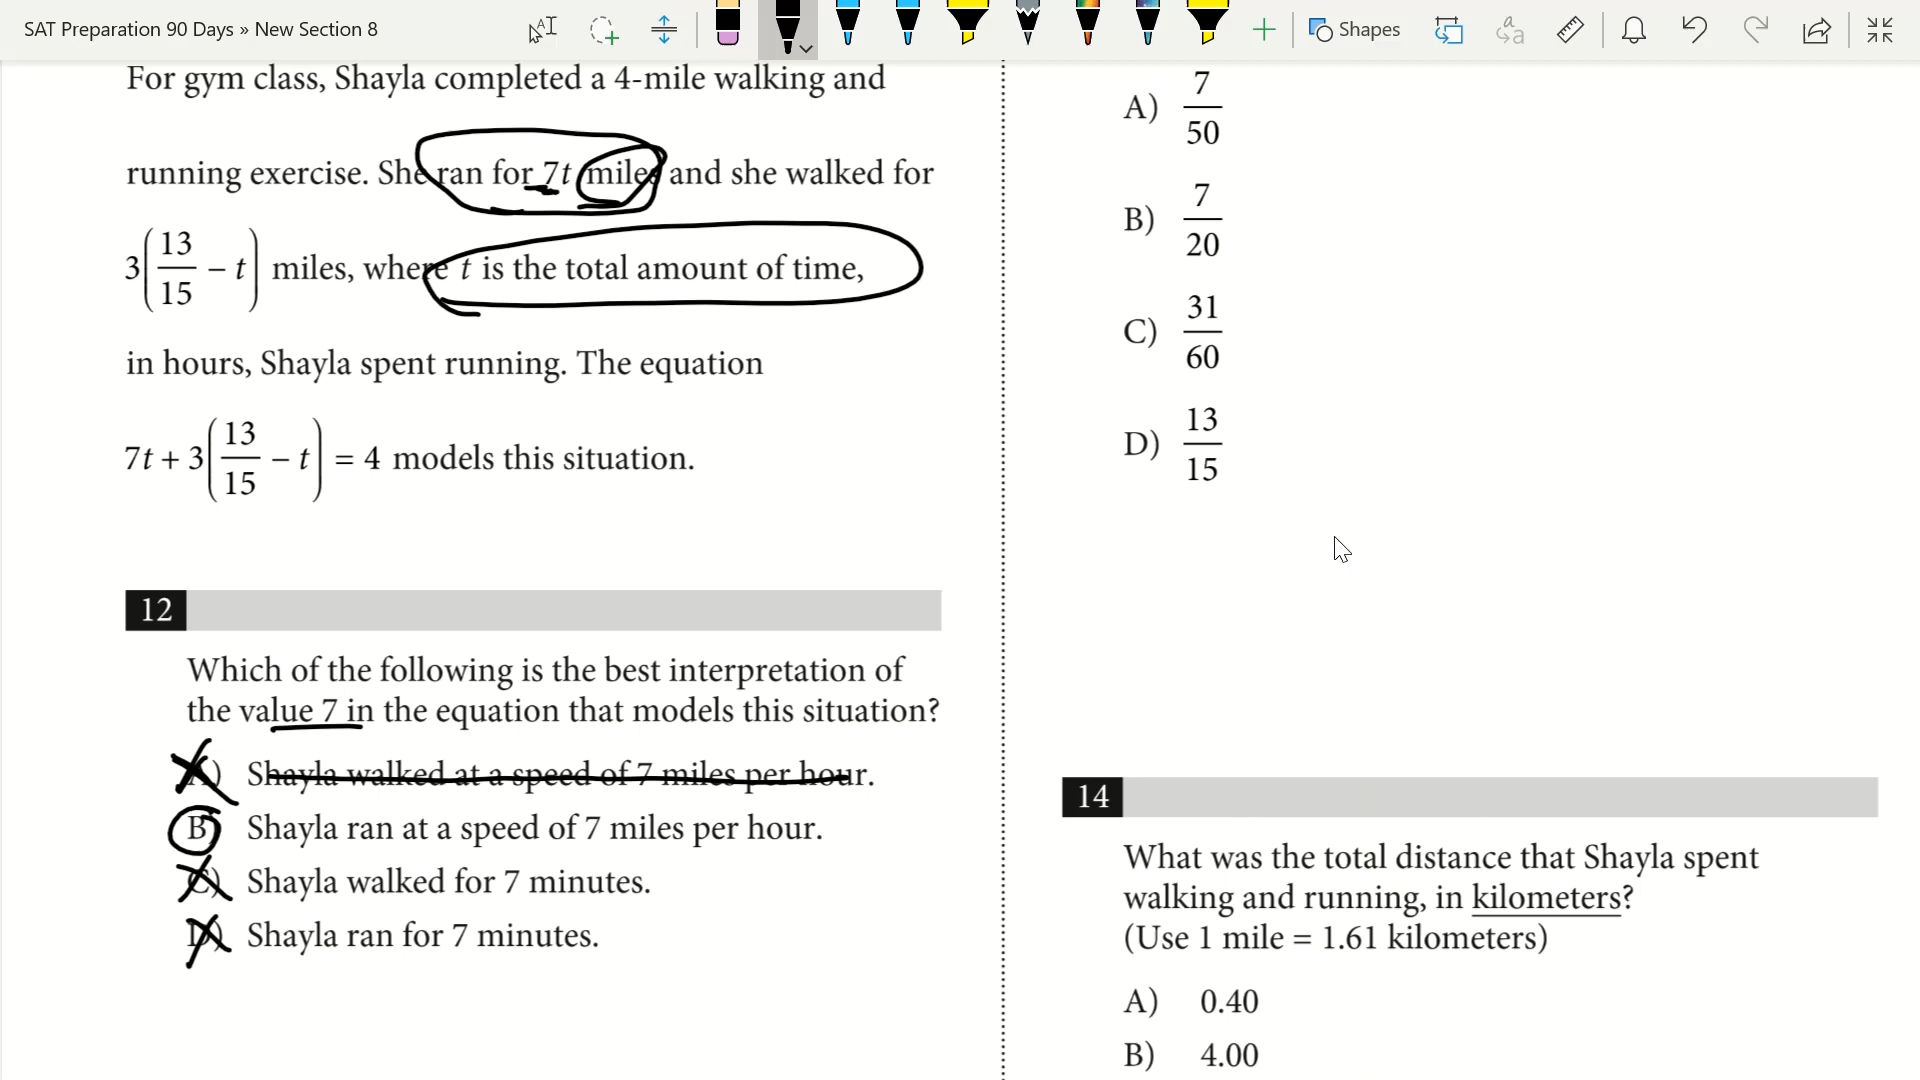 SAT Preparation 90 Days » New Section 8
Shapes
For gym class, Shayla completed a 4-mile walking and
running exercise. She ran for 7t miles and she walked for
3(13/15 − t) miles, where t is the total amount of time,
in hours, Shayla spent running. The equation
7t + 3(13/15 − t) = 4 models this situation.
12
Which of the following is the best interpretation of
the value 7 in the equation that models this situation?
A) Shayla walked at a speed of 7 miles per hour.
B) Shayla ran at a speed of 7 miles per hour.
C) Shayla walked for 7 minutes.
D) Shayla ran for 7 minutes.
A) 7/50
B) 7/20
C) 31/60
D) 13/15
14
What was the total distance that Shayla spent
walking and running, in kilometers?
(Use 1 mile = 1.61 kilometers)
A) 0.40
B) 4.00